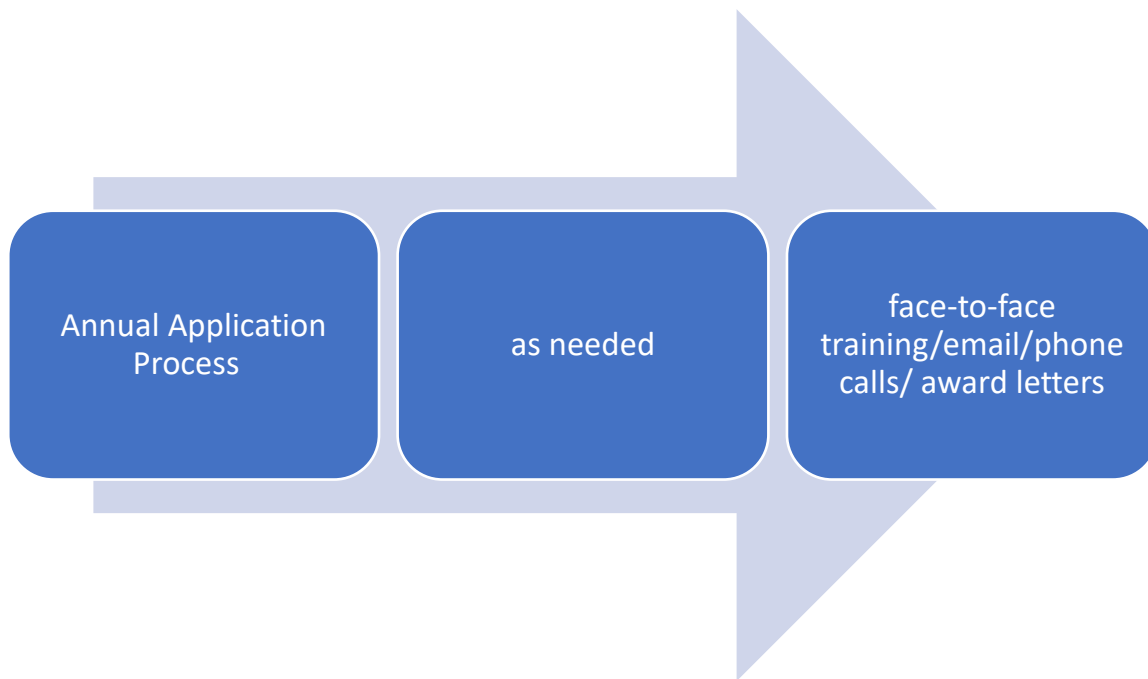 Annual Application
Process
as needed
face-to-face
training/email/phone
calls/ award letters